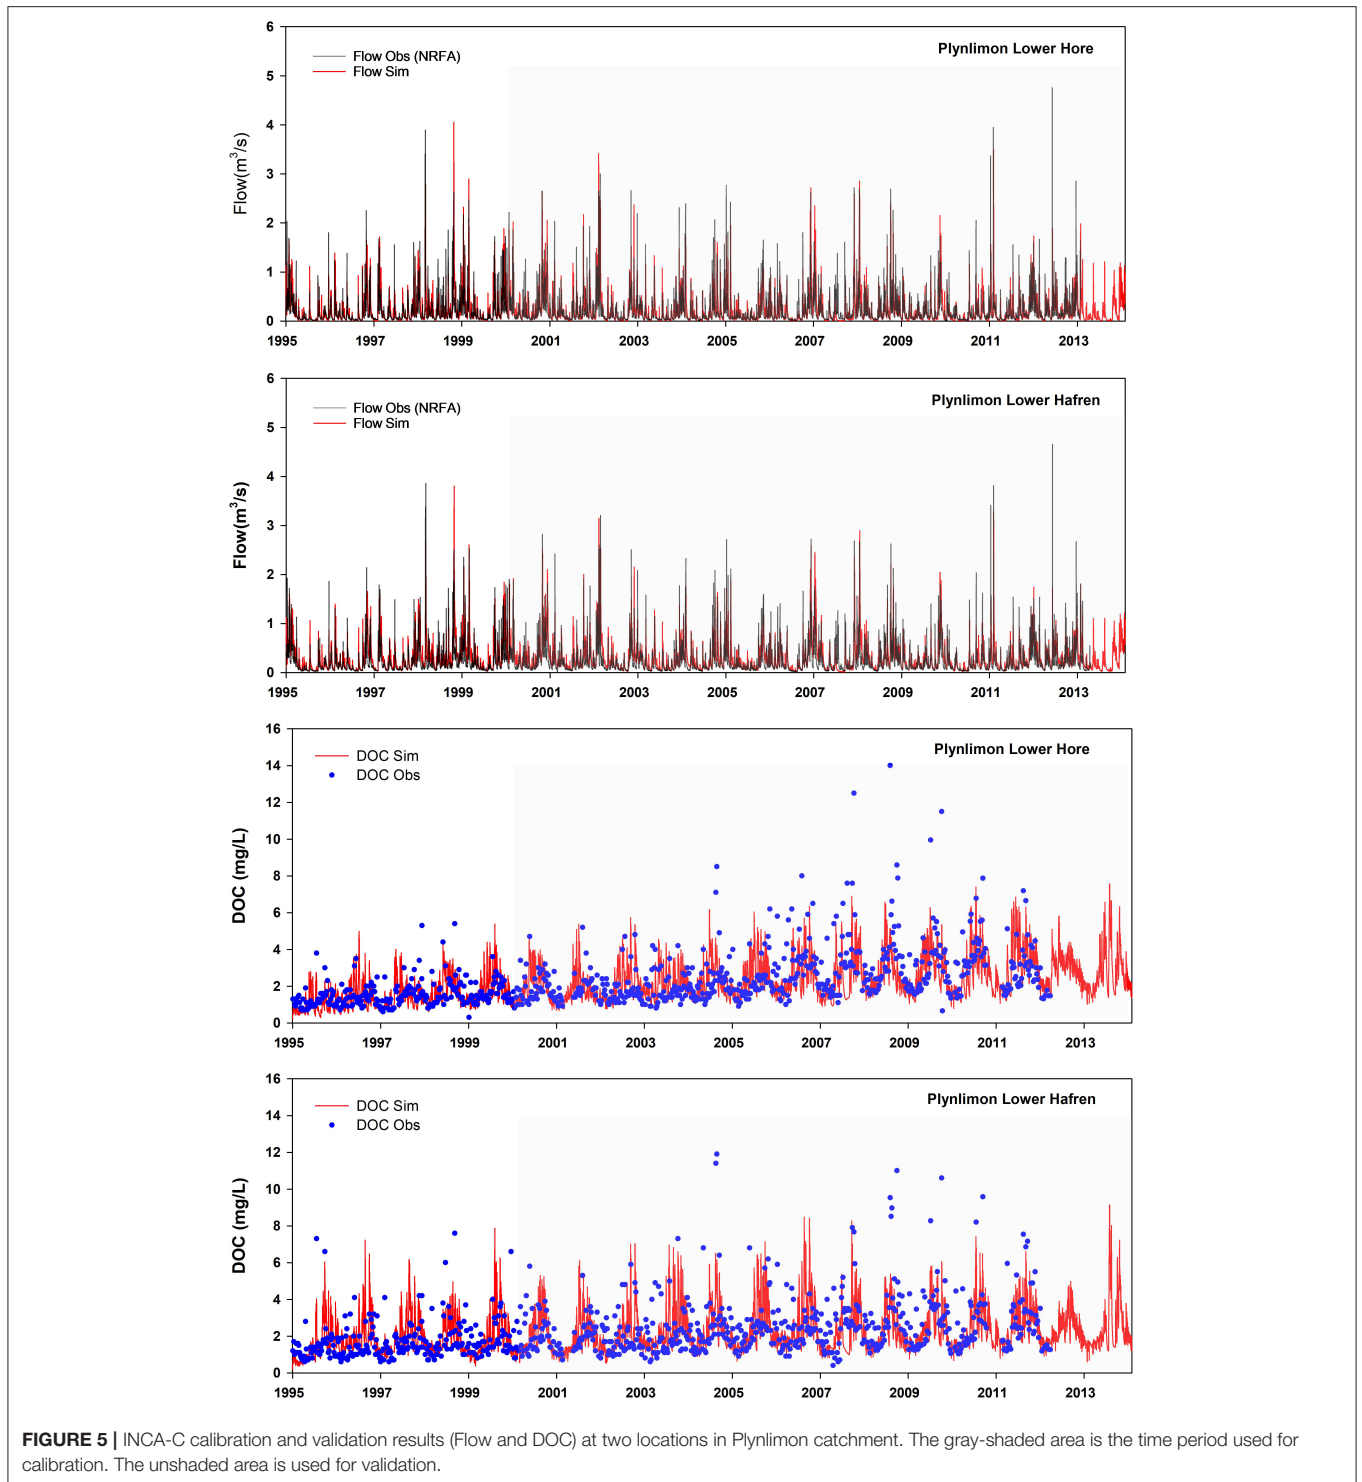 6
5
4
3
2
1
0
Flow(m³/s)
Flow Obs (NRFA)
Flow Sim
Plynlimon Lower Hore
1995 1997 1999 2001 2003 2005 2007 2009 2011 2013
6
5
4
3
2
1
0
Flow(m³/s)
Flow Obs (NRFA)
Flow Sim
Plynlimon Lower Hafren
1995 1997 1999 2001 2003 2005 2007 2009 2011 2013
16
14
12
10
8
6
4
2
0
DOC (mg/L)
DOC Sim
DOC Obs
Plynlimon Lower Hore
1995 1997 1999 2001 2003 2005 2007 2009 2011 2013
16
14
12
10
8
6
4
2
0
DOC (mg/L)
DOC Sim
DOC Obs
Plynlimon Lower Hafren
1995 1997 1999 2001 2003 2005 2007 2009 2011 2013
FIGURE 5 | INCA-C calibration and validation results (Flow and DOC) at two locations in Plynlimon catchment. The gray-shaded area is the time period used for
calibration. The unshaded area is used for validation.